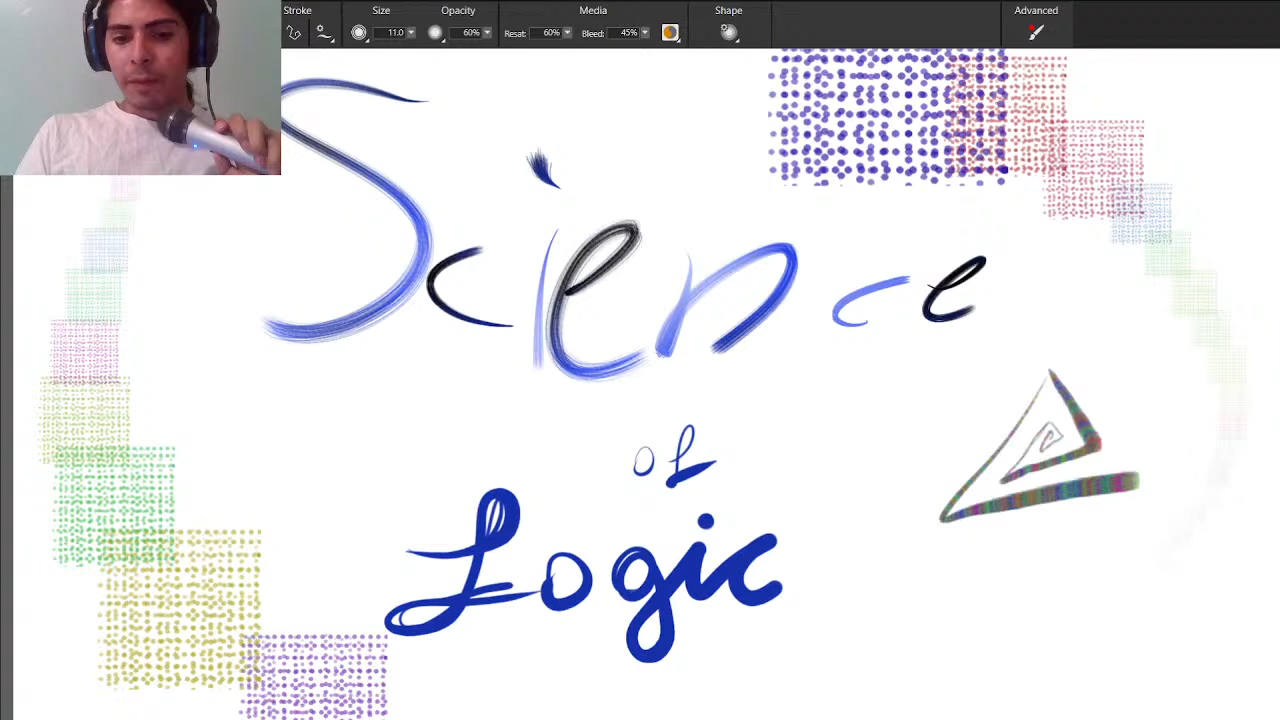 Stroke Size Opacity Media Shape Advanced
11.0 60% Resat: 60% Bleed: 45%
Science
of
Logic